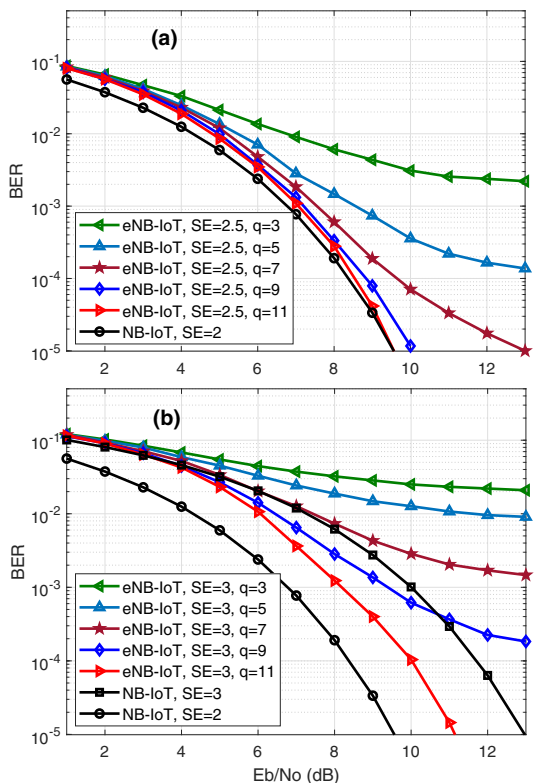 (a)
10^-1
10^-2
10^-3
10^-4
10^-5
BER
eNB-IoT, SE=2.5, q=3
eNB-IoT, SE=2.5, q=5
eNB-IoT, SE=2.5, q=7
eNB-IoT, SE=2.5, q=9
eNB-IoT, SE=2.5, q=11
NB-IoT, SE=2
2 4 6 8 10 12
(b)
10^-1
10^-2
10^-3
10^-4
10^-5
BER
eNB-IoT, SE=3, q=3
eNB-IoT, SE=3, q=5
eNB-IoT, SE=3, q=7
eNB-IoT, SE=3, q=9
eNB-IoT, SE=3, q=11
NB-IoT, SE=3
NB-IoT, SE=2
2 4 6 8 10 12
Eb/No (dB)